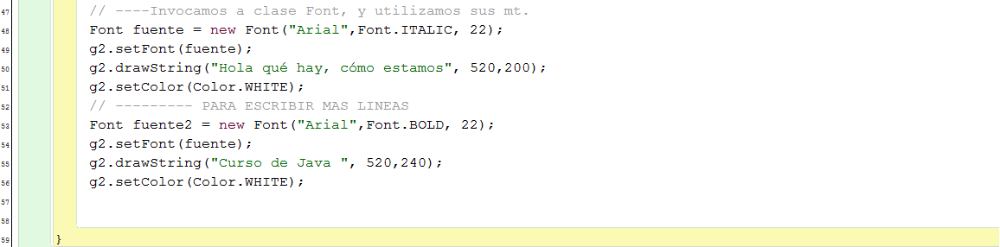 47 // ----Invocamos a clase Font, y utilizamos sus mt.
48 Font fuente = new Font("Arial",Font.ITALIC, 22);
49 g2.setFont(fuente);
50 g2.drawString("Hola qué hay, cómo estamos", 520,200);
51 g2.setColor(Color.WHITE);
52 // --------- PARA ESCRIBIR MAS LINEAS
53 Font fuente2 = new Font("Arial",Font.BOLD, 22);
54 g2.setFont(fuente);
55 g2.drawString("Curso de Java ", 520,240);
56 g2.setColor(Color.WHITE);
57
58
59 }